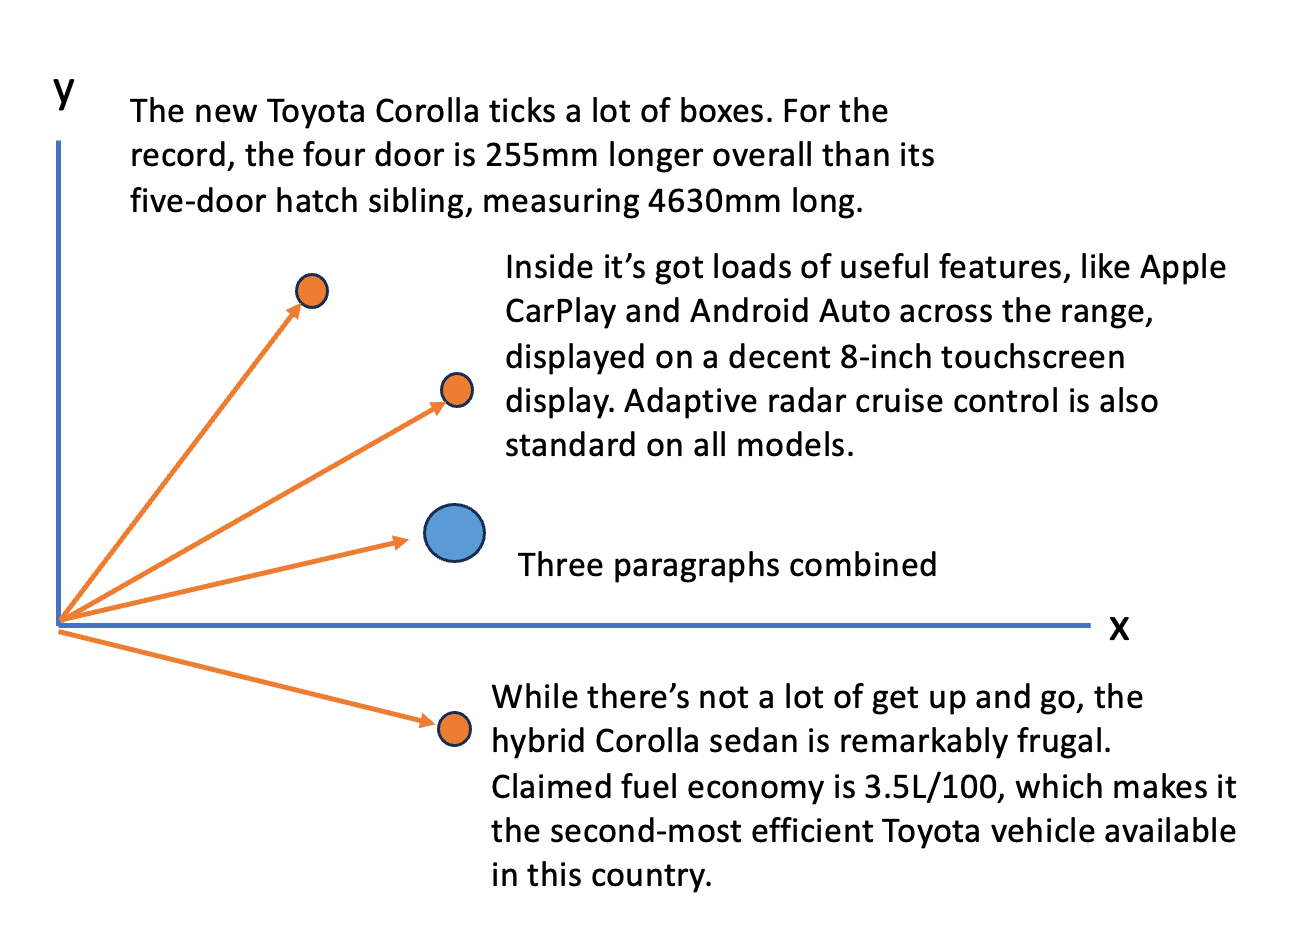 y
The new Toyota Corolla ticks a lot of boxes. For the
record, the four door is 255mm longer overall than its
five-door hatch sibling, measuring 4630mm long.
Inside it’s got loads of useful features, like Apple
CarPlay and Android Auto across the range,
displayed on a decent 8-inch touchscreen
display. Adaptive radar cruise control is also
standard on all models.
Three paragraphs combined
x
While there’s not a lot of get up and go, the
hybrid Corolla sedan is remarkably frugal.
Claimed fuel economy is 3.5L/100, which makes it
the second-most efficient Toyota vehicle available
in this country.